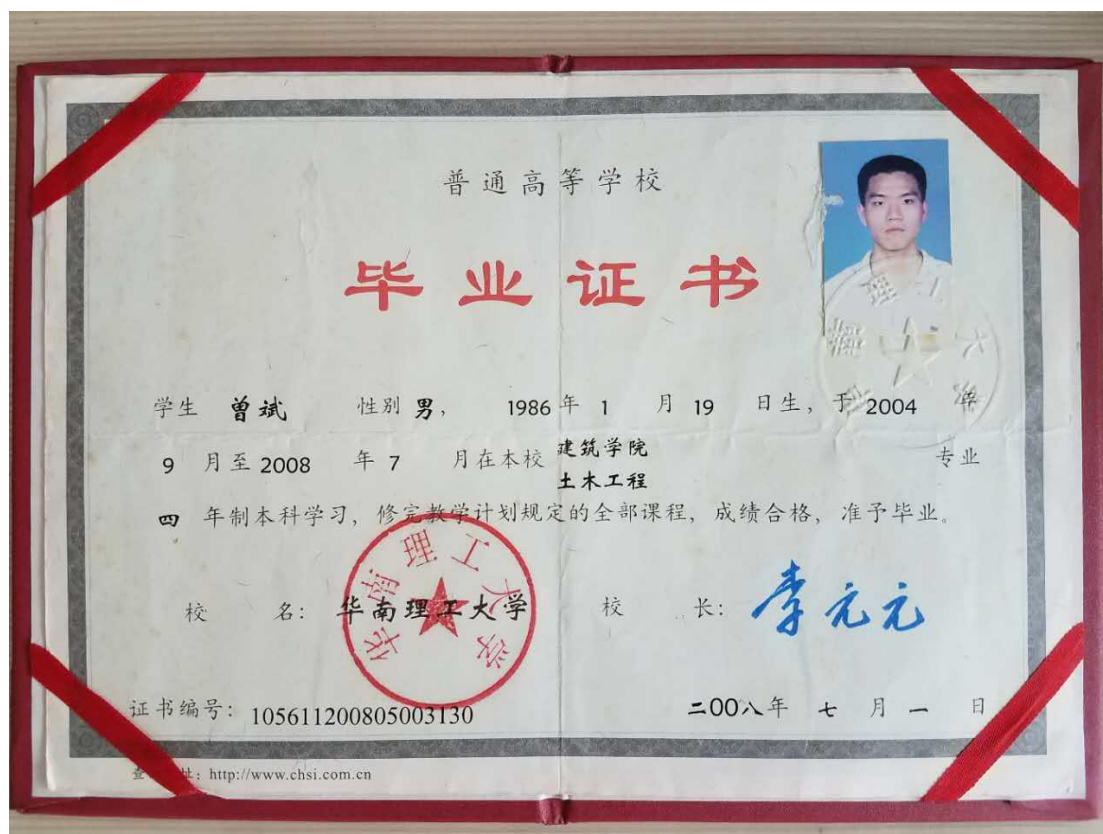 普通高等学校
毕业证书
学生 曾斌 性别 男, 1986 年 1 月 19 日生, 于 2004 年
9 月至 2008 年 7 月在本校 建筑学院 土木工程 专业
四 年制本科学习, 修完教学计划规定的全部课程, 成绩合格, 准予毕业。
校 名: 华南理工大学 校 长: 李元元
华南理工大学
证书编号: 105611200805003130 二00八年 七 月 一 日
址: http://www.chsi.com.cn